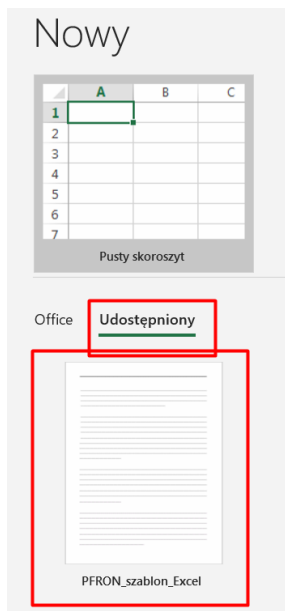 Nowy
A B C
1
2
3
4
5
6
7
Pusty skoroszyt
Office Udostępniony
PFRON_szablon_Excel